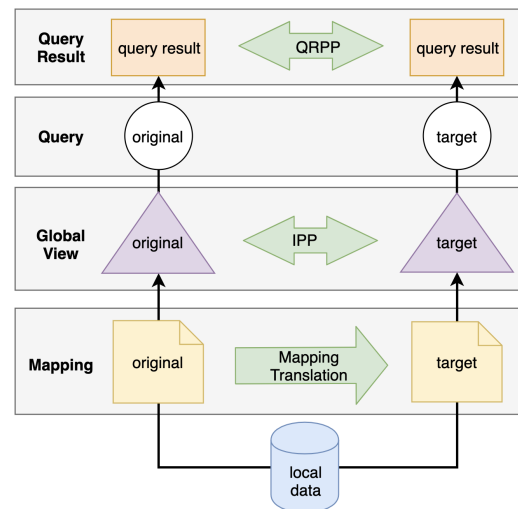 Query
Result
query result
QRPP
query result
Query
original
target
Global
View
original
IPP
target
Mapping
original
Mapping
Translation
target
local
data